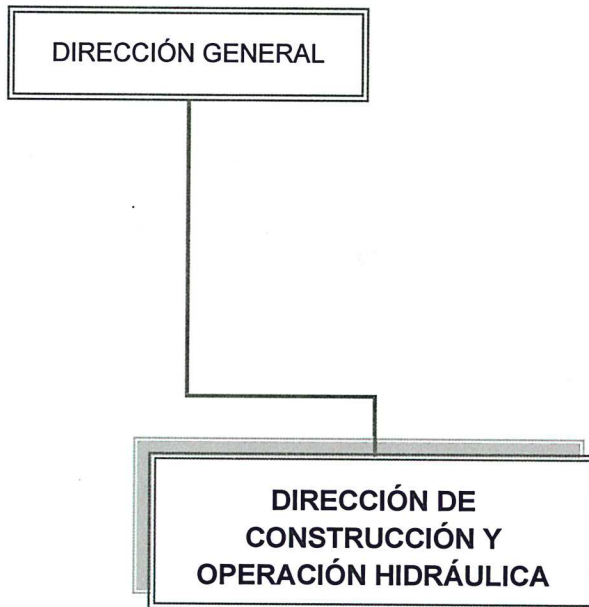 DIRECCIÓN GENERAL
DIRECCIÓN DE
CONSTRUCCIÓN Y
OPERACIÓN HIDRÁULICA